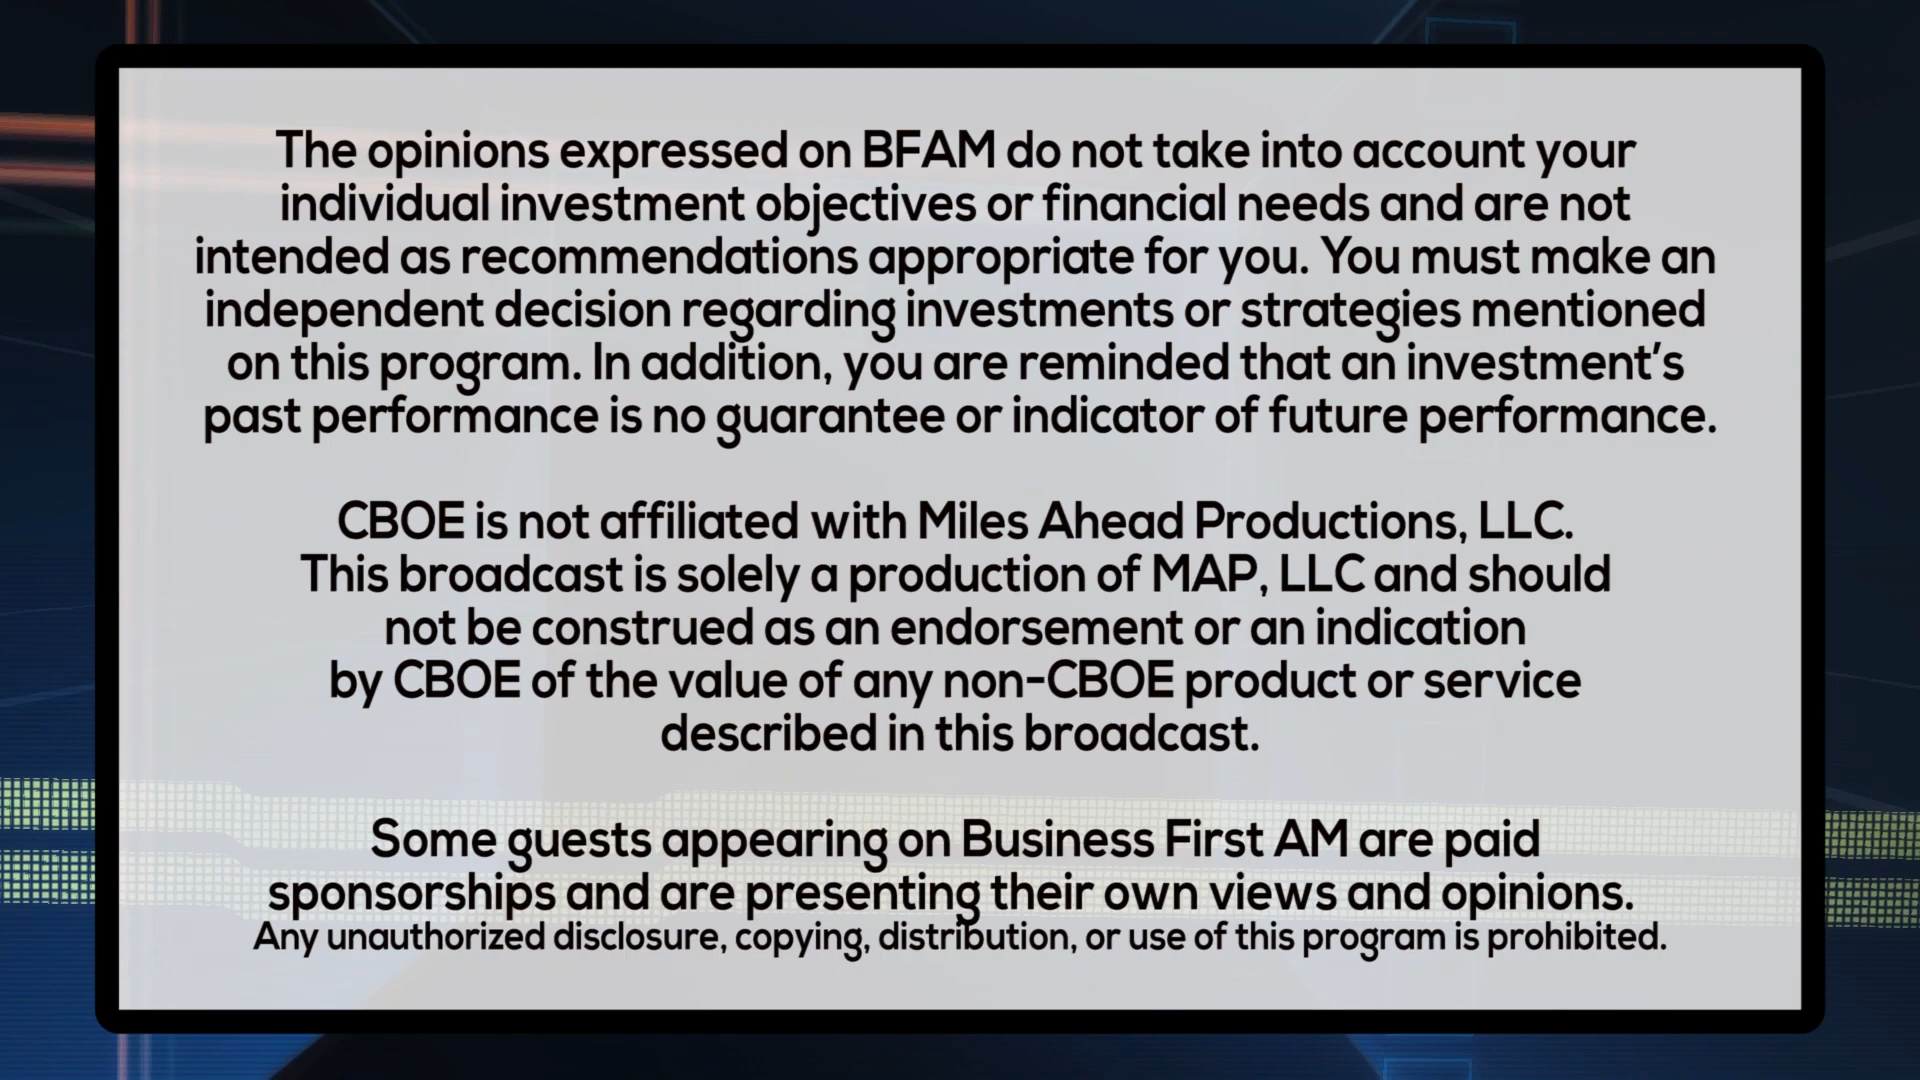 The opinions expressed on BFAM do not take into account your
individual investment objectives or financial needs and are not
intended as recommendations appropriate for you. You must make an
independent decision regarding investments or strategies mentioned
on this program. In addition, you are reminded that an investment's
past performance is no guarantee or indicator of future performance.
CBOE is not affiliated with Miles Ahead Productions, LLC.
This broadcast is solely a production of MAP, LLC and should
not be construed as an endorsement or an indication
by CBOE of the value of any non-CBOE product or service
described in this broadcast.
Some guests appearing on Business First AM are paid
sponsorships and are presenting their own views and opinions.
Any unauthorized disclosure, copying, distribution, or use of this program is prohibited.